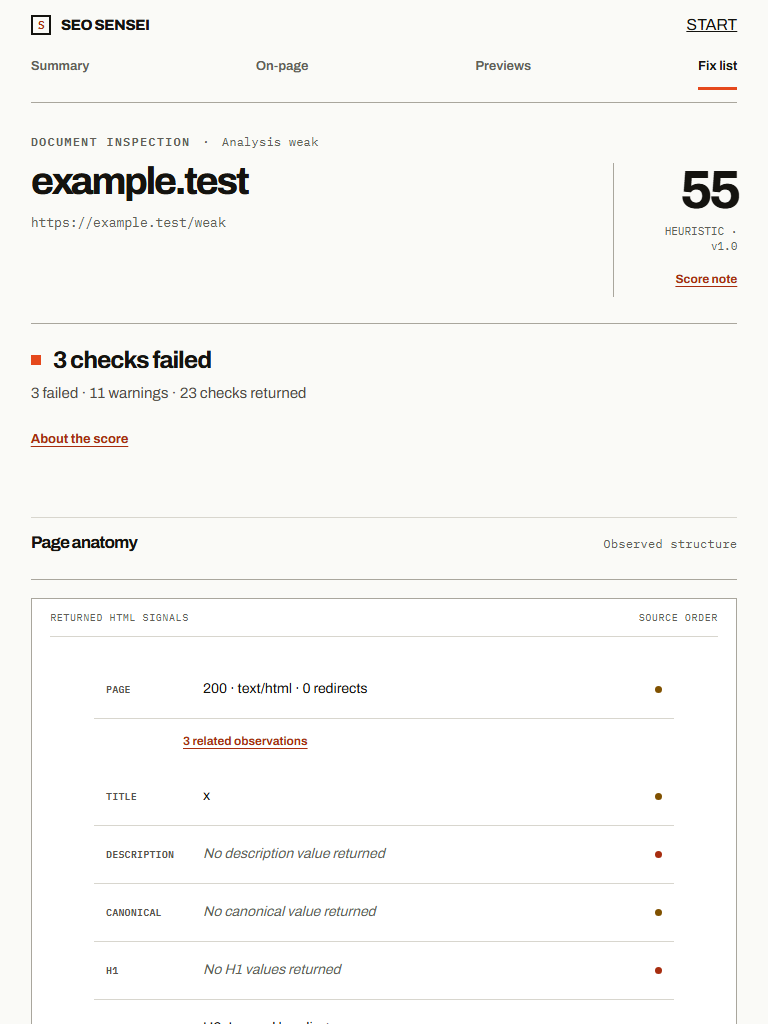 S SEO SENSEI START
Summary On-page Previews Fix list
DOCUMENT INSPECTION · Analysis weak
example.test
https://example.test/weak
55
HEURISTIC ·
v1.0
Score note
3 checks failed
3 failed · 11 warnings · 23 checks returned
About the score
Page anatomy Observed structure
RETURNED HTML SIGNALS SOURCE ORDER
PAGE 200 · text/html · 0 redirects
3 related observations
TITLE x
DESCRIPTION No description value returned
CANONICAL No canonical value returned
H1 No H1 values returned